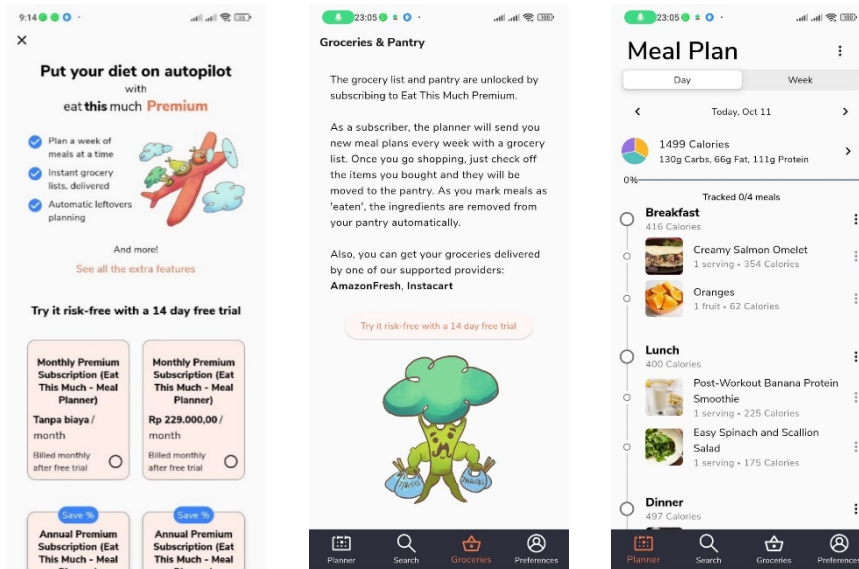 9:14
Put your diet on autopilot
with
eat this much Premium
Plan a week of
meals at a time
Instant grocery
lists, delivered
Automatic leftovers
planning
And more!
See all the extra features
Try it risk-free with a 14 day free trial
Monthly Premium
Subscription (Eat
This Much - Meal
Planner)
Tanpa biaya /
month
Billed monthly
after free trial
Monthly Premium
Subscription (Eat
This Much - Meal
Planner)
Rp 229.000,00 /
month
Billed monthly
after free trial
Save %
Annual Premium
Subscription (Eat
This Much - Meal
Save %
Annual Premium
Subscription (Eat
This Much - Meal
23:05
Groceries & Pantry
The grocery list and pantry are unlocked by
subscribing to Eat This Much Premium.
As a subscriber, the planner will send you
new meal plans every week with a grocery
list. Once you go shopping, just check off
the items you bought and they will be
moved to the pantry. As you mark meals as
'eaten', the ingredients are removed from
your pantry automatically.
Also, you can get your groceries delivered
by one of our supported providers:
AmazonFresh, Instacart
Try it risk-free with a 14 day free trial
THANKS
THANKS
Planner
Search
Groceries
Preferences
23:05
Meal Plan
Day
Week
Today, Oct 11
1499 Calories
130g Carbs, 66g Fat, 111g Protein
0%
Tracked 0/4 meals
Breakfast
416 Calories
Creamy Salmon Omelet
1 serving • 354 Calories
Oranges
1 fruit • 62 Calories
Lunch
400 Calories
Post-Workout Banana Protein
Smoothie
1 serving • 225 Calories
Easy Spinach and Scallion
Salad
1 serving • 175 Calories
Dinner
497 Calories
Planner
Search
Groceries
Preferences